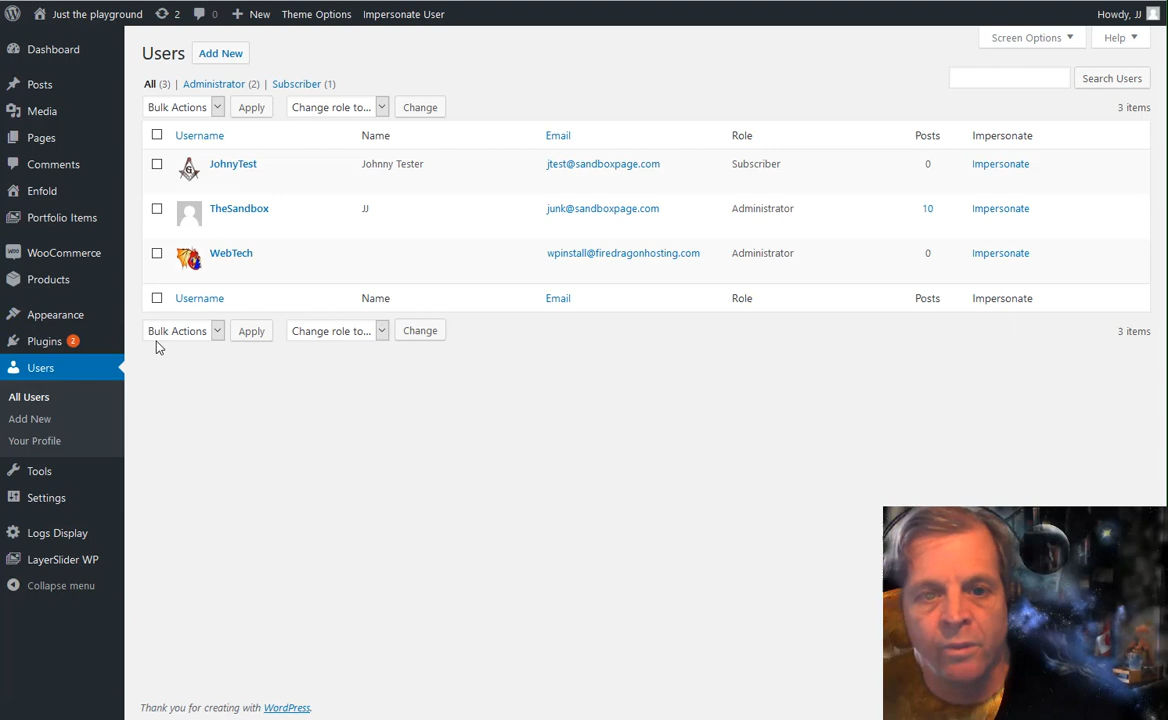 Just the playground 2 0 + New Theme Options Impersonate User Howdy, JJ
Dashboard
Posts
Media
Pages
Comments
Enfold
Portfolio Items
WooCommerce
Products
Appearance
Plugins 2
Users
All Users
Add New
Your Profile
Tools
Settings
Logs Display
LayerSlider WP
Collapse menu
Screen Options Help
Users Add New
All (3) | Administrator (2) | Subscriber (1)
Search Users
Bulk Actions Apply Change role to... Change 3 items
Username Name Email Role Posts Impersonate
JohnyTest Johnny Tester jtest@sandboxpage.com Subscriber 0 Impersonate
TheSandbox JJ junk@sandboxpage.com Administrator 10 Impersonate
WebTech wpinstall@firedragonhosting.com Administrator 0 Impersonate
Username Name Email Role Posts Impersonate
Bulk Actions Apply Change role to... Change 3 items
Thank you for creating with WordPress.